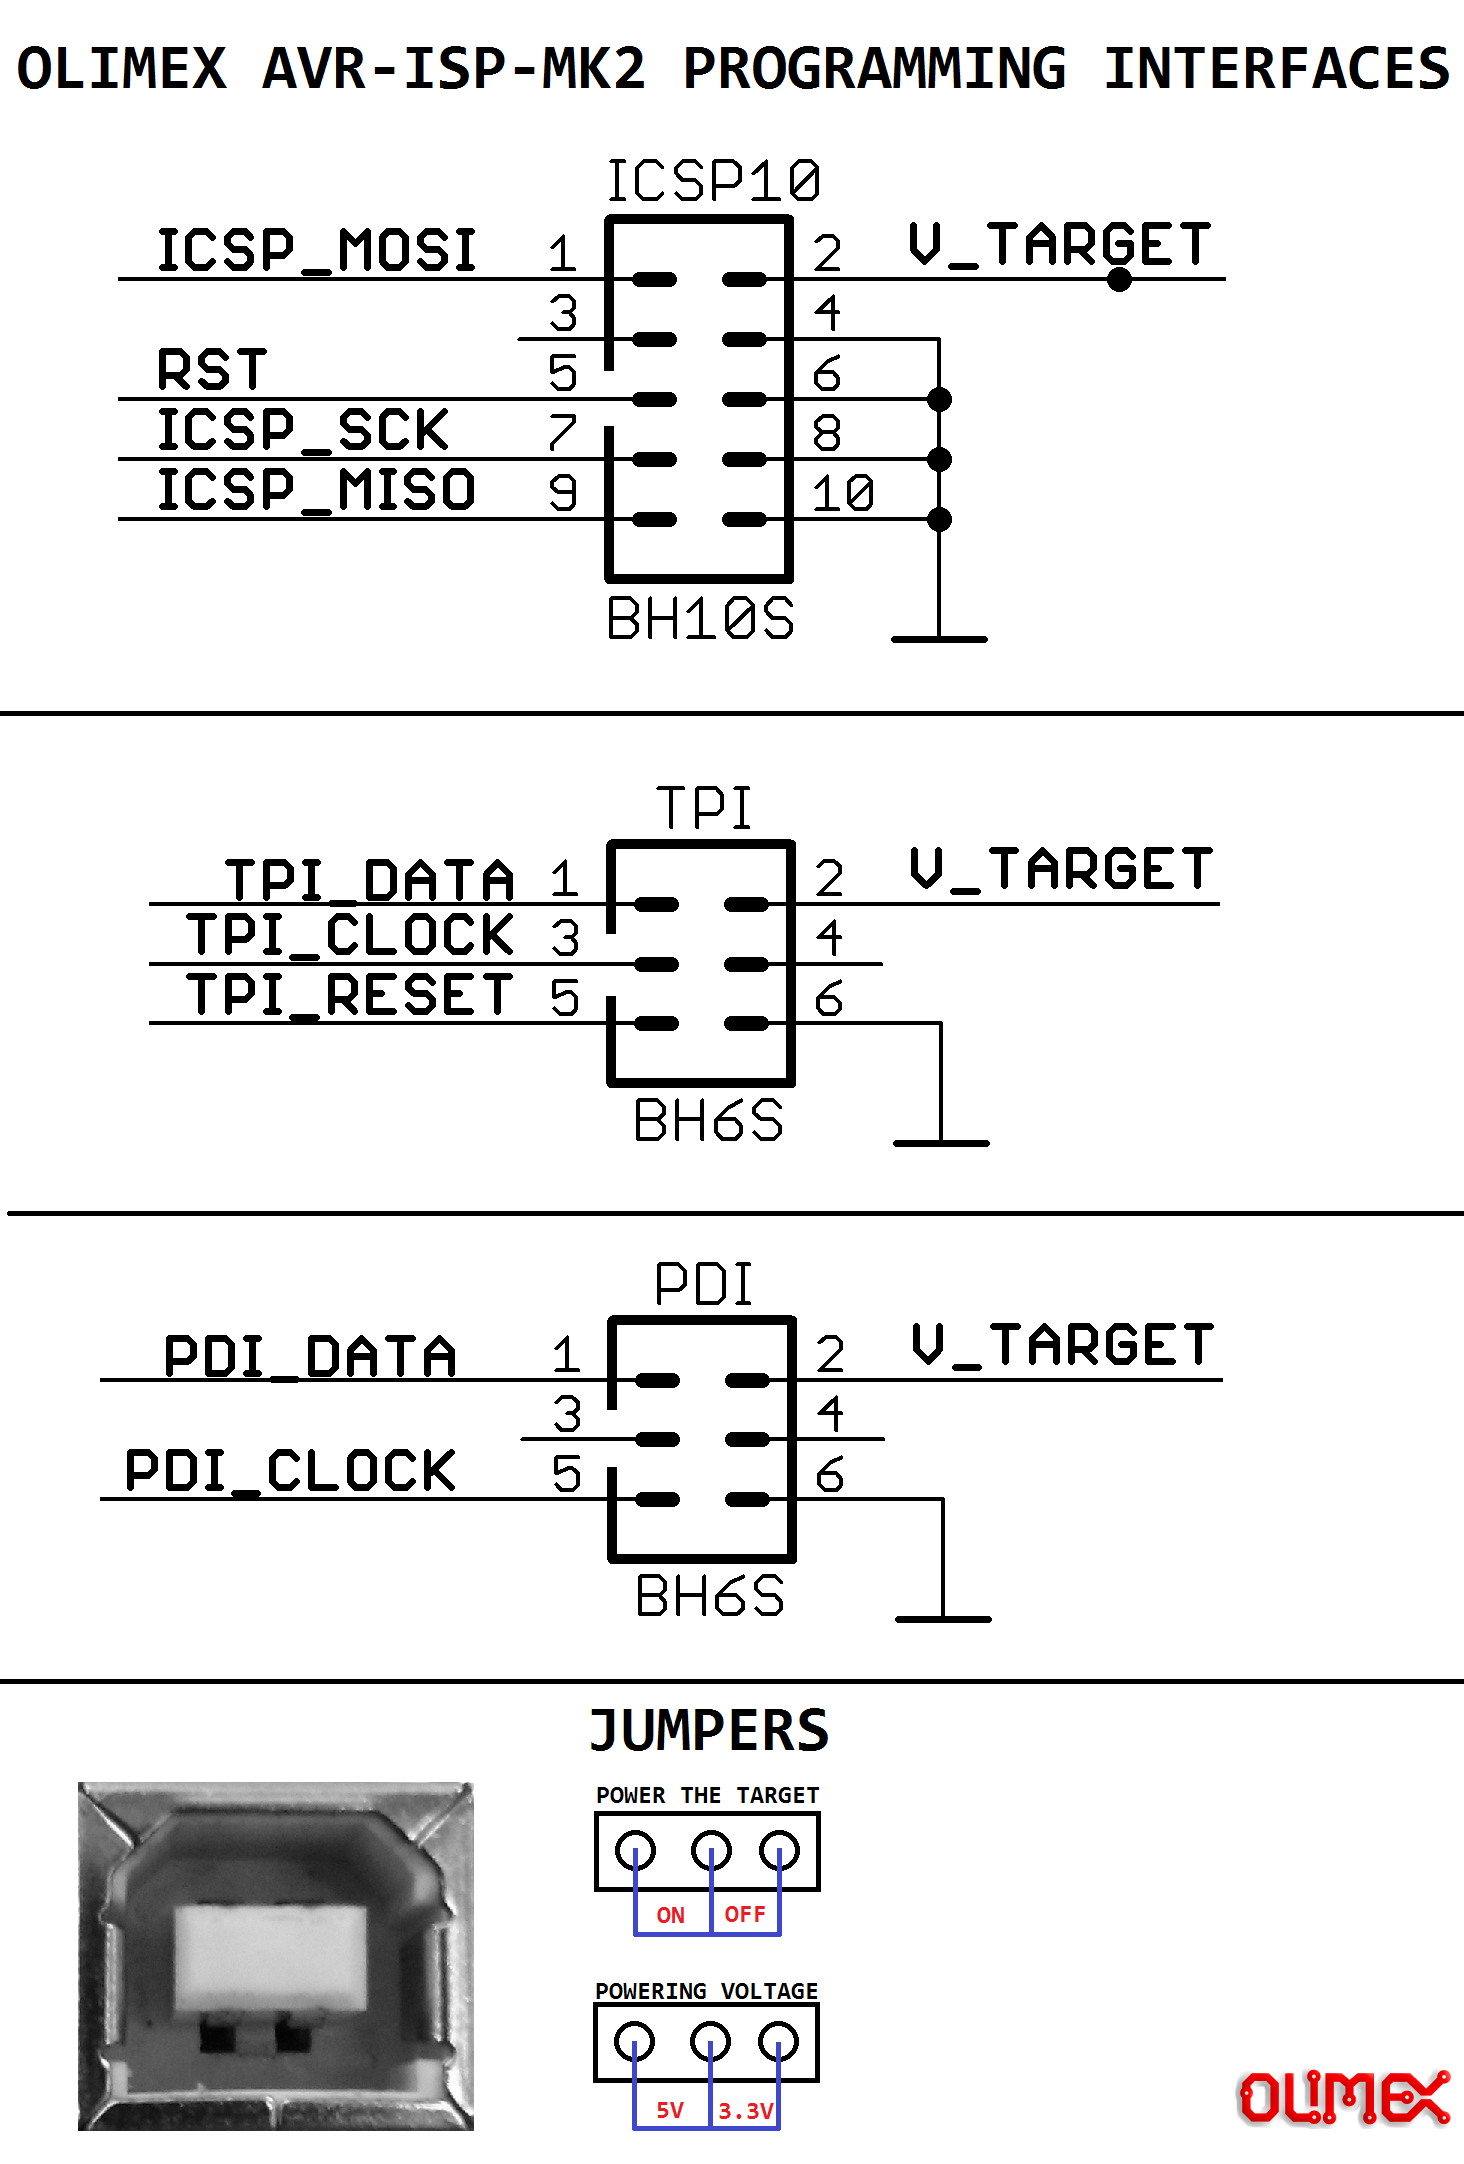 OLIMEX AVR-ISP-MK2 PROGRAMMING INTERFACES
ICSP10
ICSP_MOSI 1 2 V_TARGET
3 4
RST 5 6
ICSP_SCK 7 8
ICSP_MISO 9 10
BH10S
TPI
TPI_DATA 1 2 V_TARGET
TPI_CLOCK 3 4
TPI_RESET 5 6
BH6S
PDI
PDI_DATA 1 2 V_TARGET
3 4
PDI_CLOCK 5 6
BH6S
JUMPERS
POWER THE TARGET
ON OFF
POWERING VOLTAGE
5V 3.3V
OLIMEX